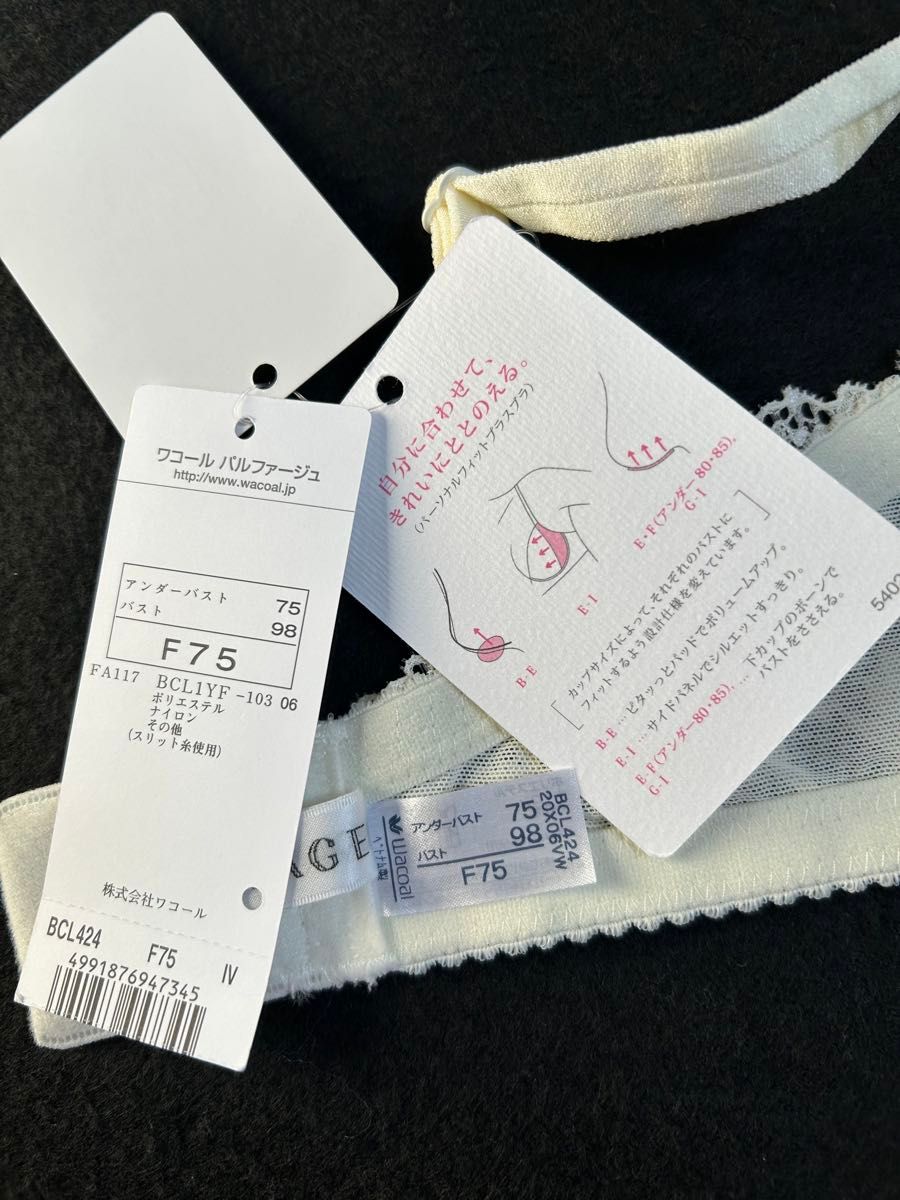 ワコール パルファージュ
http://www.wacoal.jp
アンダーバスト 75
バスト 98
F75
FA117 BCL1YF -103 06
ポリエステル
ナイロン
その他
(スリット糸使用)
株式会社ワコール
BCL424 F75 IV
4991876947345
自分に合わせて、
きれいにととのえる。
(パーソナルフィットプラスブラ)
B-E
E-I
E・F(アンダー80・85)、
G-I
カップサイズによって、それぞれのバストに
フィットするよう設計仕様を変えています。
B-E…ピタッっとパッドでボリュームアップ。
E-I…サイドパネルでシルエットすっきり。
E・F(アンダー80・85)、… 下カップのボーンで
G-I バストをささえる。
5402
AGE
wacoal
ベトナム製
アンダーバスト 75
バスト 98
F75
BCL424
20X06VW